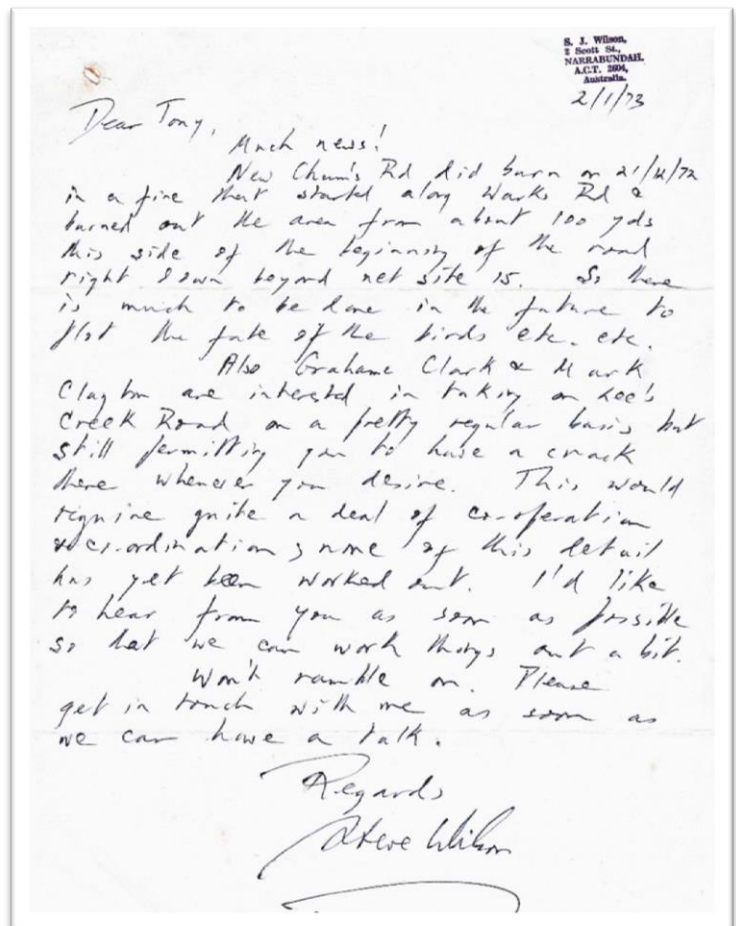 S. J. Wilson,
2 Scott St.,
NARRABUNDAH,
A.C.T. 2604,
Australia.
2/1/73
Dear Tony,
Much news!
New Chum's Rd did burn on 21/12/72
in a fire that started along Warks Rd &
burned out the area from about 100 yds
this side of the beginning of the road
right down beyond net site 15. So there
is much to be done in the future to
plot the fate of the birds etc. etc.
Also Grahame Clark & Mark
Clayton are interested in taking on Lee's
Creek Road on a pretty regular basis but
still permitting you to have a crack
there whenever you desire. This would
require quite a deal of co-operation
& co-ordination; none of this detail
has yet been worked out. I'd like
to hear from you as soon as possible
so that we can work things out a bit.
Won't ramble on. Please
get in touch with me as soon as
we can have a talk.
Regards
Steve Wilson